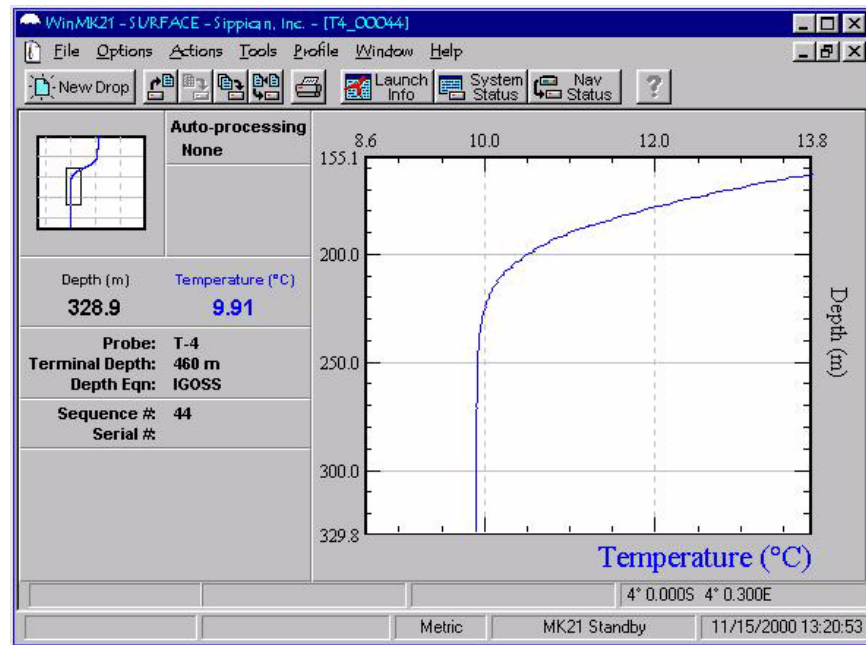 WinMK21 - SURFACE - Sippican, Inc. - [T4_00044]
File Options Actions Tools Profile Window Help
New Drop
Launch Info
System Status
Nav Status
?
Auto-processing
None
Depth (m) Temperature (°C)
328.9 9.91
Probe: T-4
Terminal Depth: 460 m
Depth Eqn: IGOSS
Sequence #: 44
Serial #:
8.6 10.0 12.0 13.8
155.1
200.0
250.0
300.0
329.8
Depth (m)
Temperature (°C)
4° 0.000S 4° 0.300E
Metric MK21 Standby 11/15/2000 13:20:53